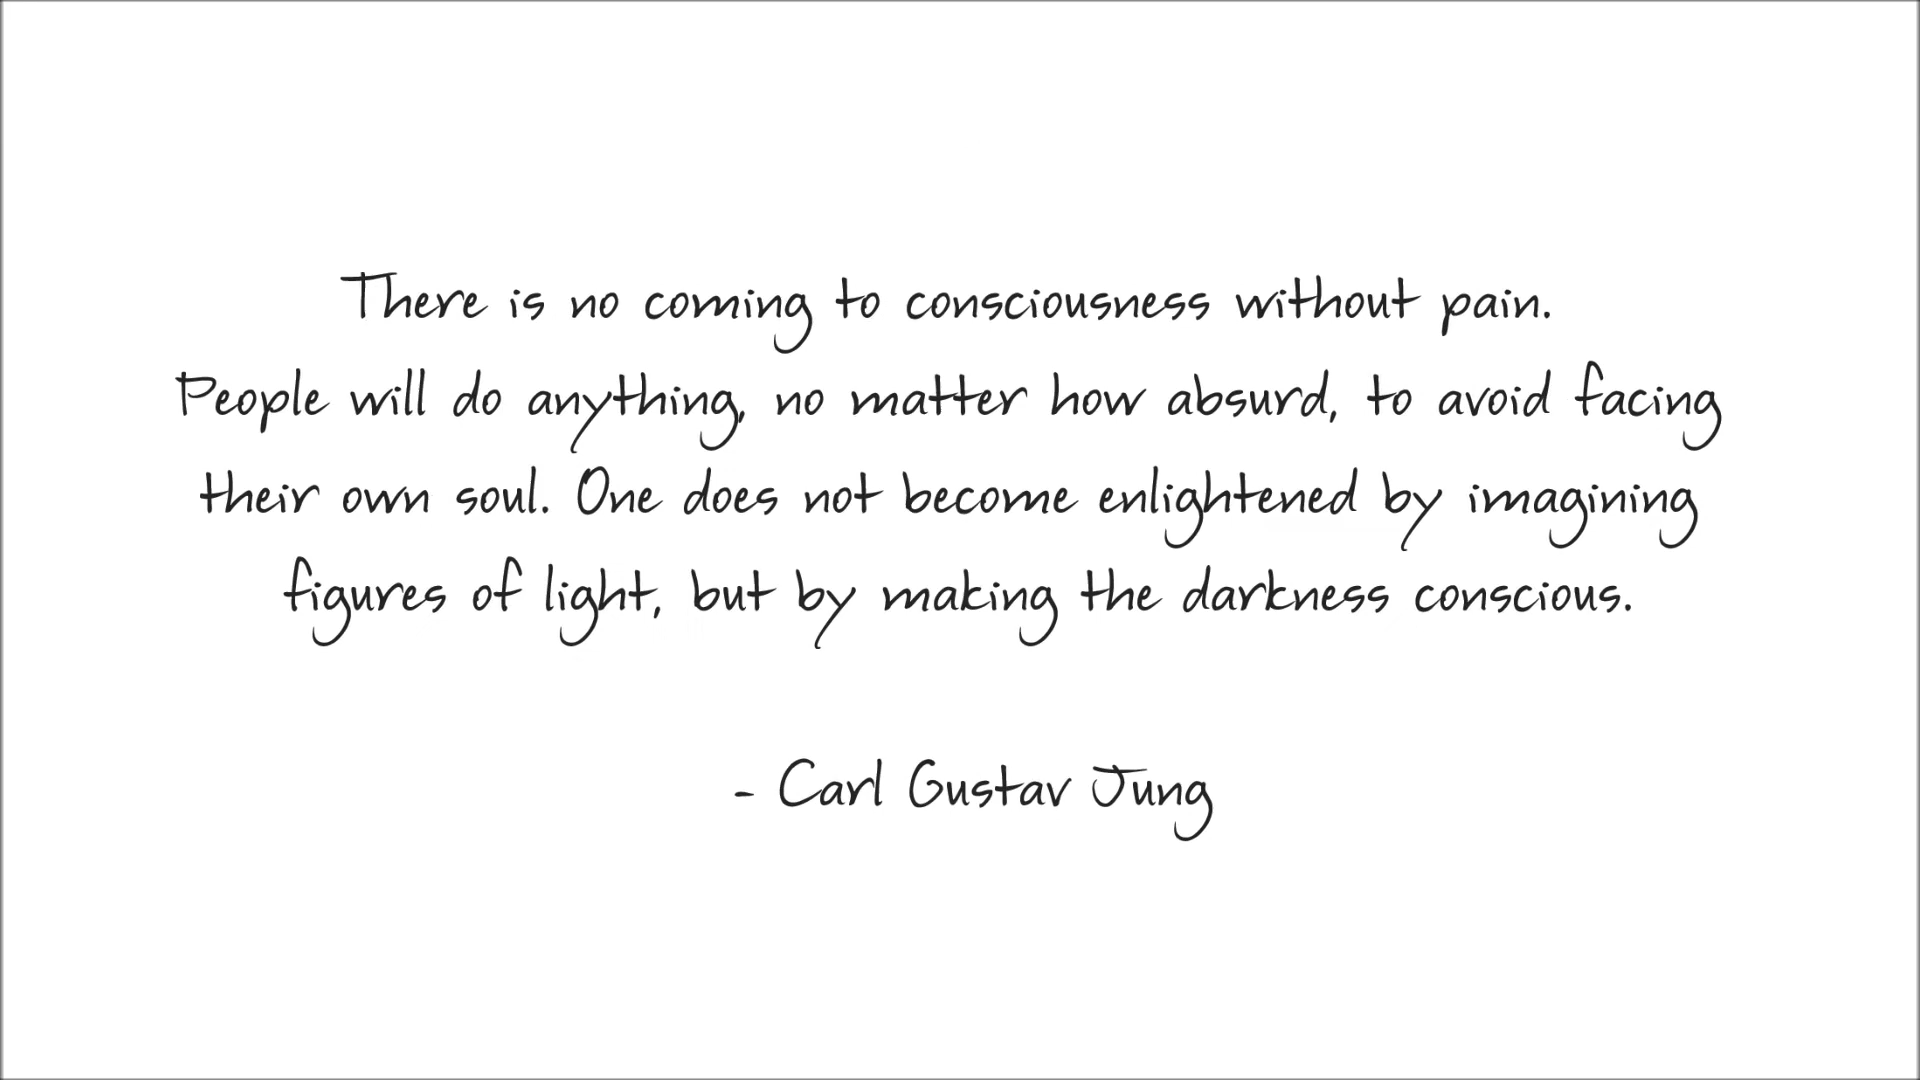 There is no coming to consciousness without pain.
People will do anything, no matter how absurd, to avoid facing
their own soul. One does not become enlightened by imagining
figures of light, but by making the darkness conscious.
- Carl Gustav Jung